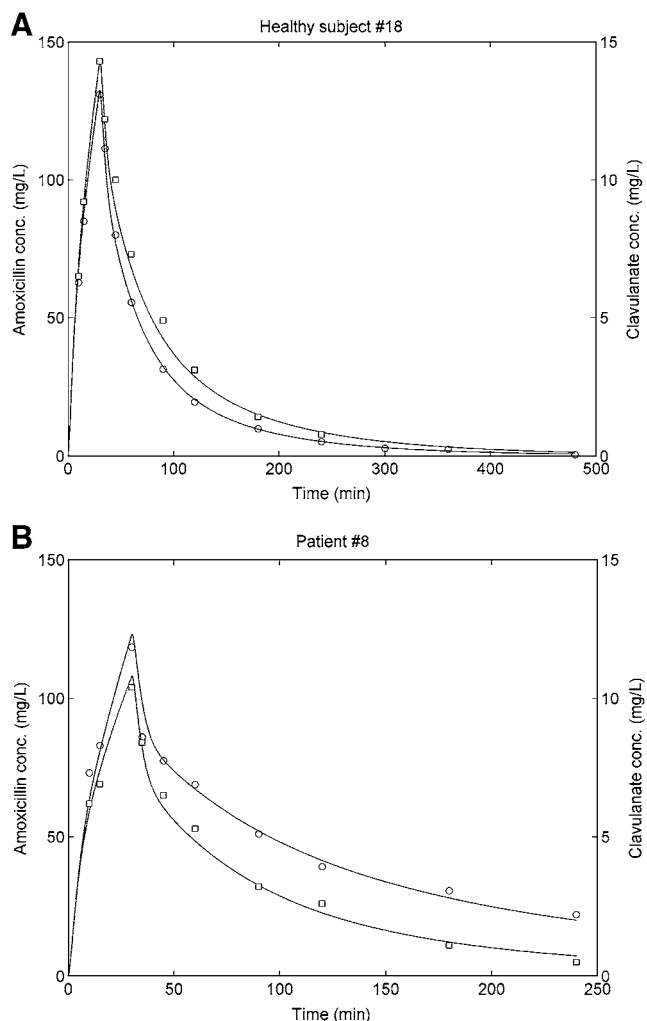 A
Healthy subject #18
150
100
50
0
Amoxicillin conc. (mg/L)
15
10
5
0
Clavulanate conc. (mg/L)
0 100 200 300 400 500
Time (min)
B
Patient #8
150
100
50
0
Amoxicillin conc. (mg/L)
15
10
5
0
Clavulanate conc. (mg/L)
0 50 100 150 200 250
Time (min)